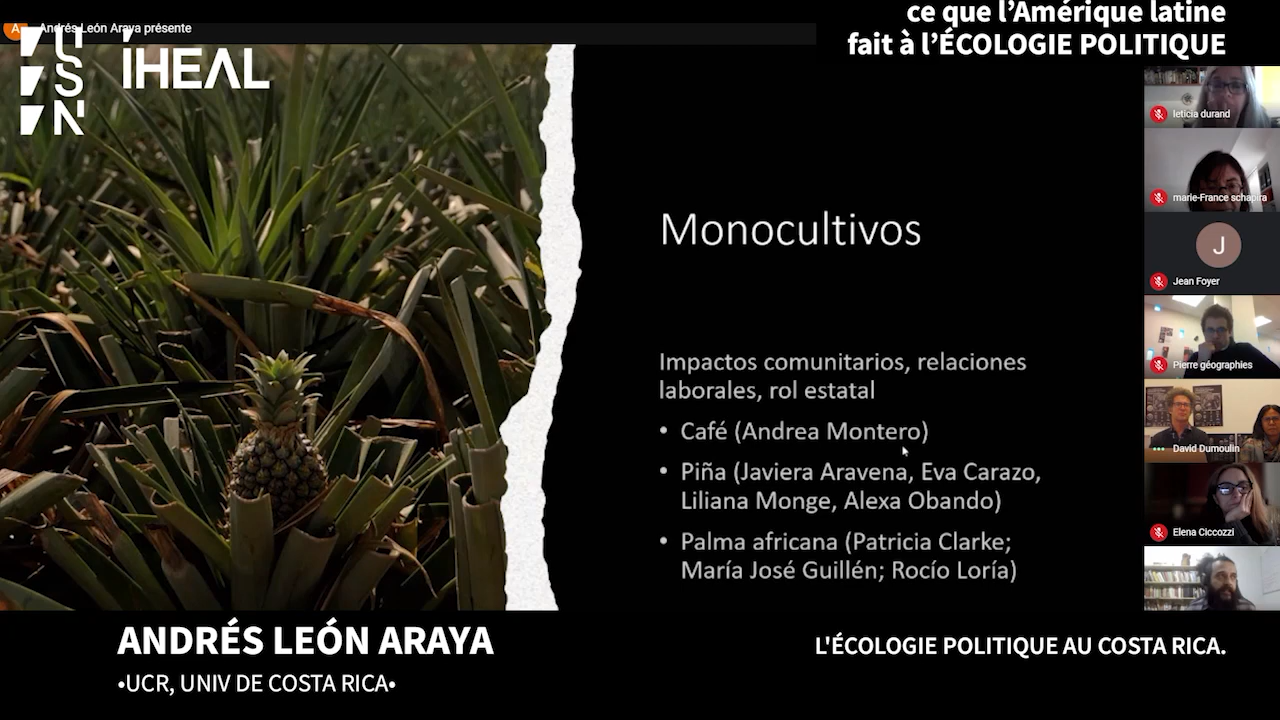 A
Andrés León Araya présente
USN
IHEAL
ce que l'Amérique latine
fait à l'ÉCOLOGIE POLITIQUE
Monocultivos
Impactos comunitarios, relaciones
laborales, rol estatal
• Café (Andrea Montero)
• Piña (Javiera Aravena, Eva Carazo,
Liliana Monge, Alexa Obando)
• Palma africana (Patricia Clarke;
María José Guillén; Rocío Loría)
leticia durand
marie-France schapira
J
Jean Foyer
Pierre géographies
David Dumoulin
Elena Ciccozzi
ANDRÉS LEÓN ARAYA
•UCR, UNIV DE COSTA RICA•
L'ÉCOLOGIE POLITIQUE AU COSTA RICA.